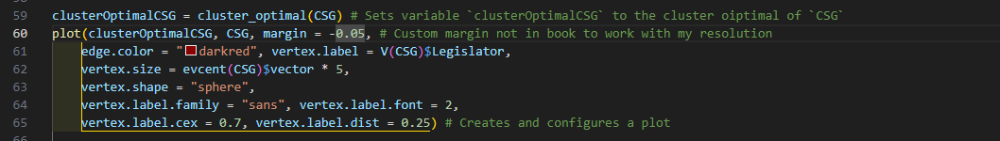 59 clusterOptimalCSG = cluster_optimal(CSG) # Sets variable `clusterOptimalCSG` to the cluster oiptimal of `CSG`
60 plot(clusterOptimalCSG, CSG, margin = -0.05, # Custom margin not in book to work with my resolution
61 edge.color = "darkred", vertex.label = V(CSG)$Legislator,
62 vertex.size = evcent(CSG)$vector * 5,
63 vertex.shape = "sphere",
64 vertex.label.family = "sans", vertex.label.font = 2,
65 vertex.label.cex = 0.7, vertex.label.dist = 0.25) # Creates and configures a plot